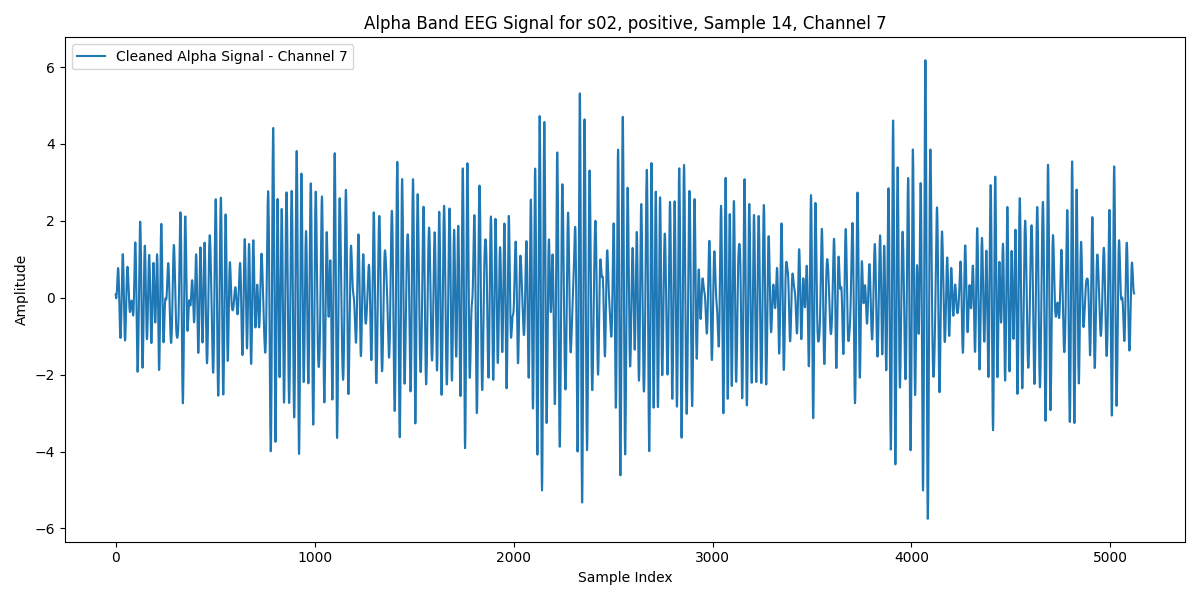 Alpha Band EEG Signal for s02, positive, Sample 14, Channel 7
Cleaned Alpha Signal - Channel 7
6
4
2
0
−2
−4
−6
Amplitude
0 1000 2000 3000 4000 5000
Sample Index